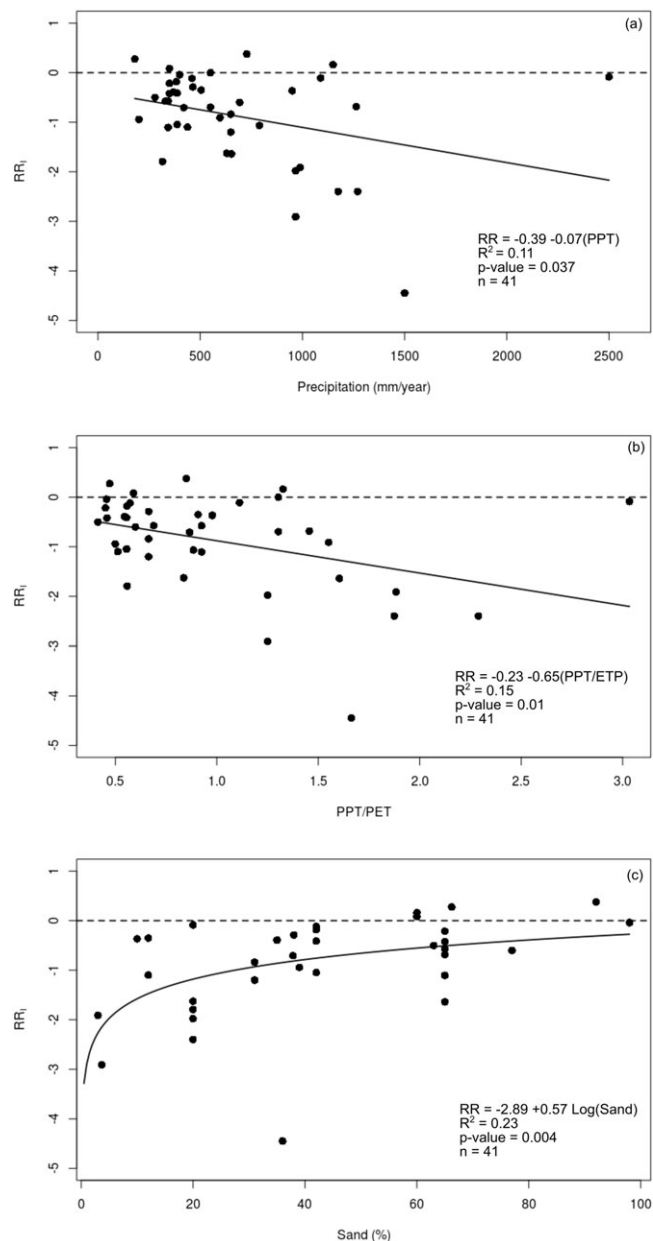 (a)
1
0
-1
-2
-3
-4
-5
RR_I
RR = -0.39 -0.07(PPT)
R² = 0.11
p-value = 0.037
n = 41
0 500 1000 1500 2000 2500
Precipitation (mm/year)
(b)
1
0
-1
-2
-3
-4
-5
RR_I
RR = -0.23 -0.65(PPT/ETP)
R² = 0.15
p-value = 0.01
n = 41
0.5 1.0 1.5 2.0 2.5 3.0
PPT/PET
(c)
1
0
-1
-2
-3
-4
-5
RR_I
RR = -2.89 +0.57 Log(Sand)
R² = 0.23
p-value = 0.004
n = 41
0 20 40 60 80 100
Sand (%)